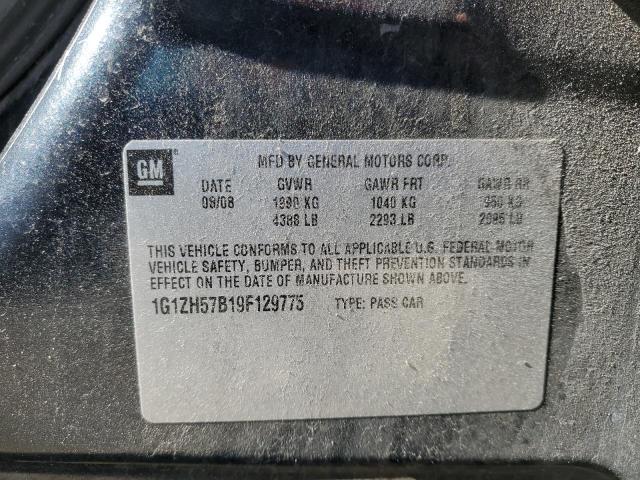 GM
MFD BY GENERAL MOTORS CORP.
DATE GVWR GAWR FRT GAWR RR
09/08 1990 KG 1040 KG 950 KG
4388 LB 2293 LB 2095 LB
THIS VEHICLE CONFORMS TO ALL APPLICABLE U.S. FEDERAL MOTOR
VEHICLE SAFETY, BUMPER, AND THEFT PREVENTION STANDARDS IN
EFFECT ON THE DATE OF MANUFACTURE SHOWN ABOVE.
1G1ZH57B19F129775 TYPE: PASS CAR